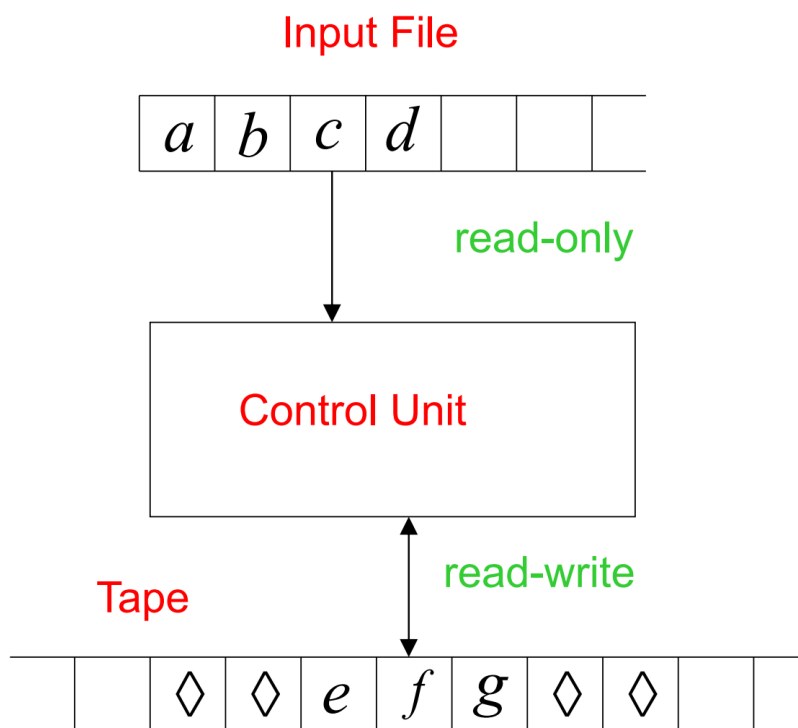 Input File
a b c d
read-only
Control Unit
read-write
Tape
◊ ◊ e f g ◊ ◊